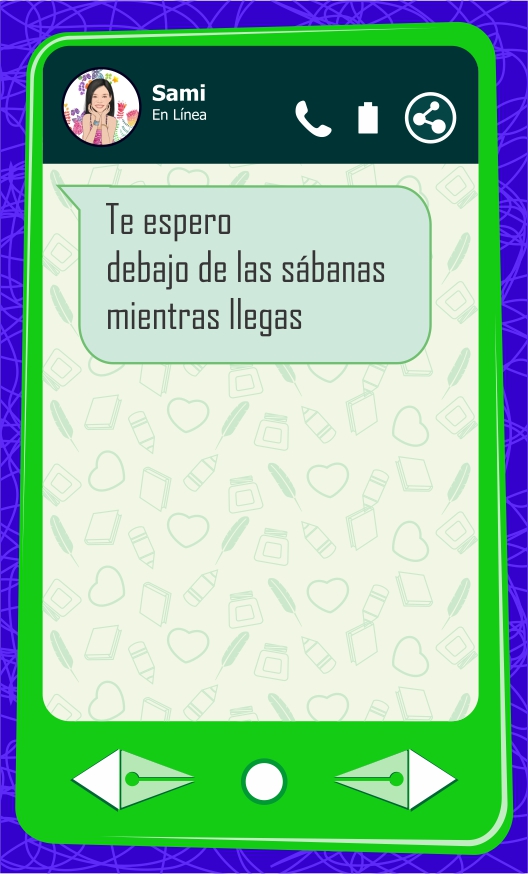 Sami
En Línea
Te espero
debajo de las sábanas
mientras llegas